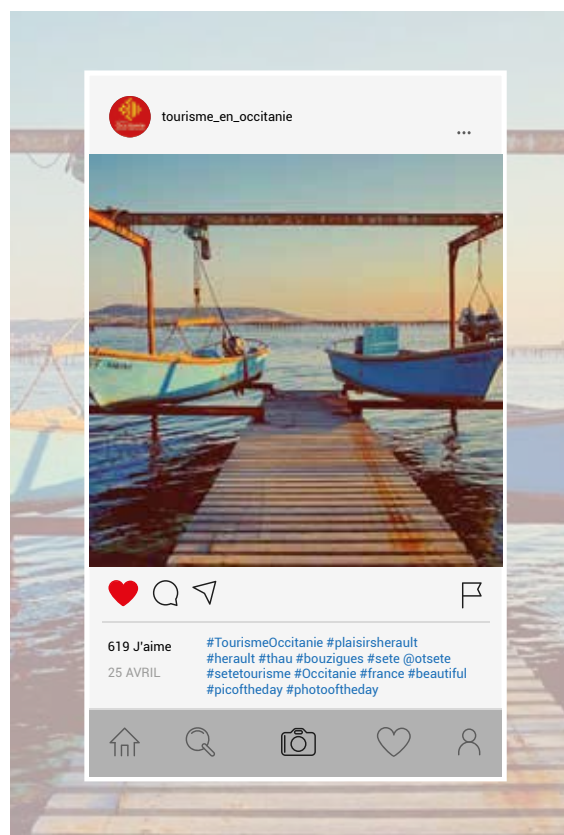 tourisme_en_occitanie
...
619 J'aime
25 AVRIL
#TourismeOccitanie #plaisirsherault
#herault #thau #bouzigues #sete @otsete
#setetourisme #Occitanie #france #beautiful
#picoftheday #photooftheday